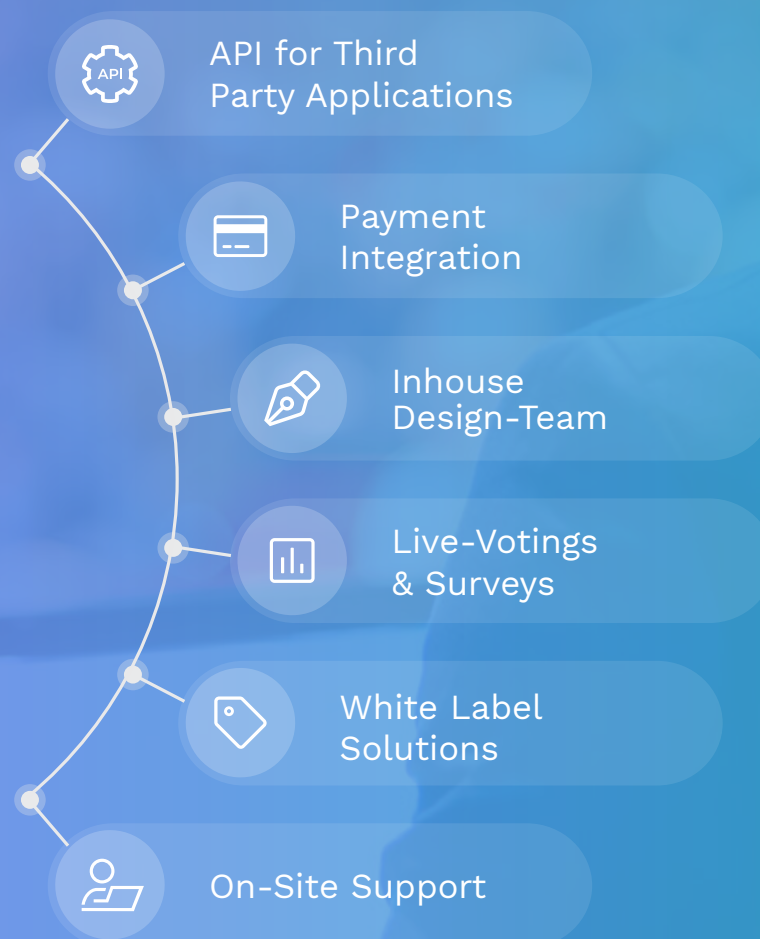 API
API for Third
Party Applications
Payment
Integration
Inhouse
Design-Team
Live-Votings
& Surveys
White Label
Solutions
On-Site Support